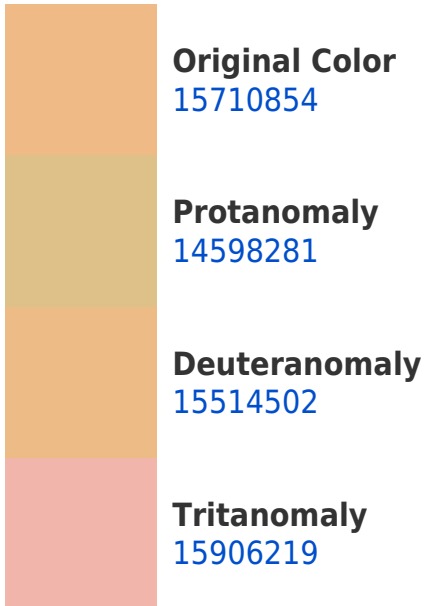 Original Color
15710854
Protanomaly
14598281
Deuteranomaly
15514502
Tritanomaly
15906219